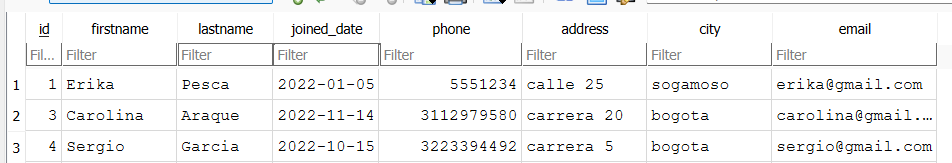 id firstname lastname joined_date phone address city email
Fil... Filter Filter Filter Filter Filter Filter Filter
1 1 Erika Pesca 2022-01-05 5551234 calle 25 sogamoso erika@gmail.com
2 3 Carolina Araque 2022-11-14 3112979580 carrera 20 bogota carolina@gmail....
3 4 Sergio Garcia 2022-10-15 3223394492 carrera 5 bogota sergio@gmail.com